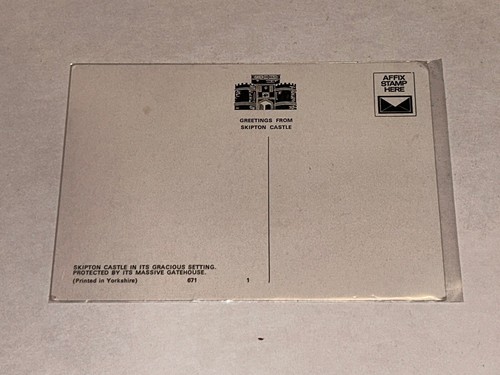 AFFIX
STAMP
HERE
GREETINGS FROM
SKIPTON CASTLE
SKIPTON CASTLE IN ITS GRACIOUS SETTING.
PROTECTED BY ITS MASSIVE GATEHOUSE.
(Printed in Yorkshire) 671 1